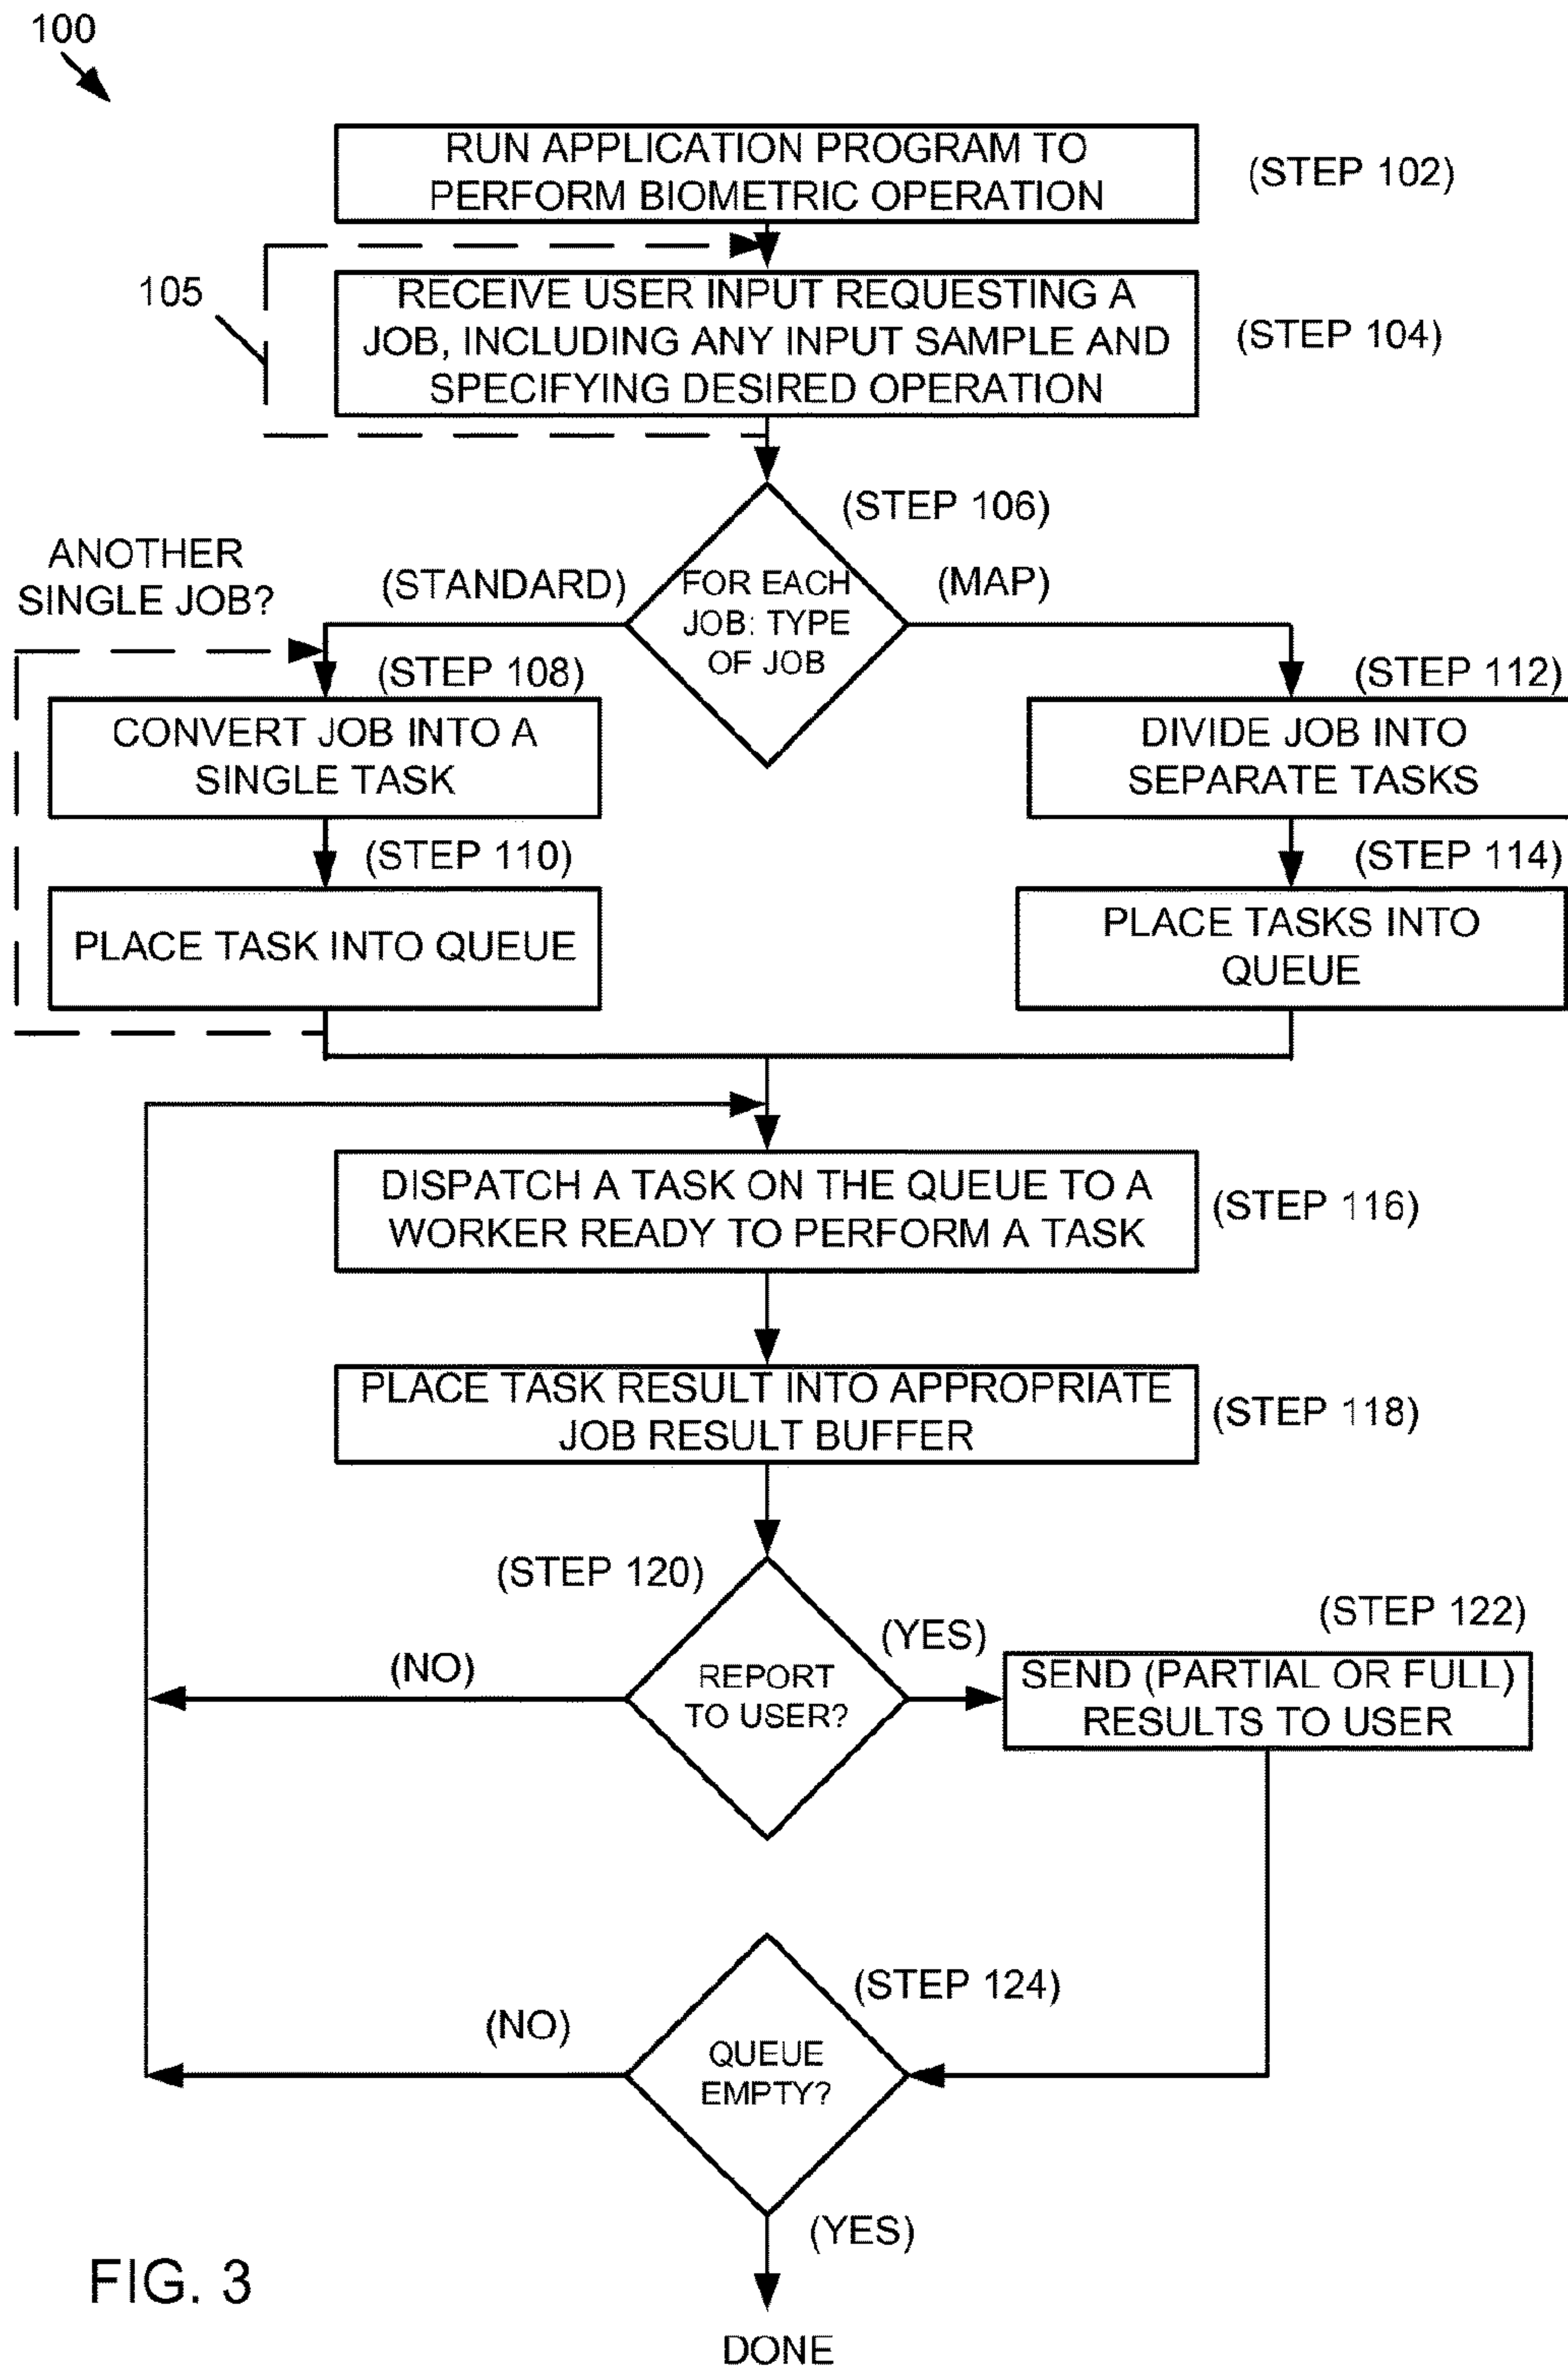 100
RUN APPLICATION PROGRAM TO
PERFORM BIOMETRIC OPERATION
(STEP 102)
105
RECEIVE USER INPUT REQUESTING A
JOB, INCLUDING ANY INPUT SAMPLE AND
SPECIFYING DESIRED OPERATION
(STEP 104)
(STEP 106)
ANOTHER
SINGLE JOB?
(STANDARD)
FOR EACH
JOB: TYPE
OF JOB
(MAP)
(STEP 108)
CONVERT JOB INTO A
SINGLE TASK
(STEP 112)
DIVIDE JOB INTO
SEPARATE TASKS
(STEP 110)
PLACE TASK INTO QUEUE
(STEP 114)
PLACE TASKS INTO
QUEUE
DISPATCH A TASK ON THE QUEUE TO A
WORKER READY TO PERFORM A TASK
(STEP 116)
PLACE TASK RESULT INTO APPROPRIATE
JOB RESULT BUFFER
(STEP 118)
(STEP 120)
(NO)
REPORT
TO USER?
(YES)
(STEP 122)
SEND (PARTIAL OR FULL)
RESULTS TO USER
(STEP 124)
(NO)
QUEUE
EMPTY?
(YES)
FIG. 3
DONE